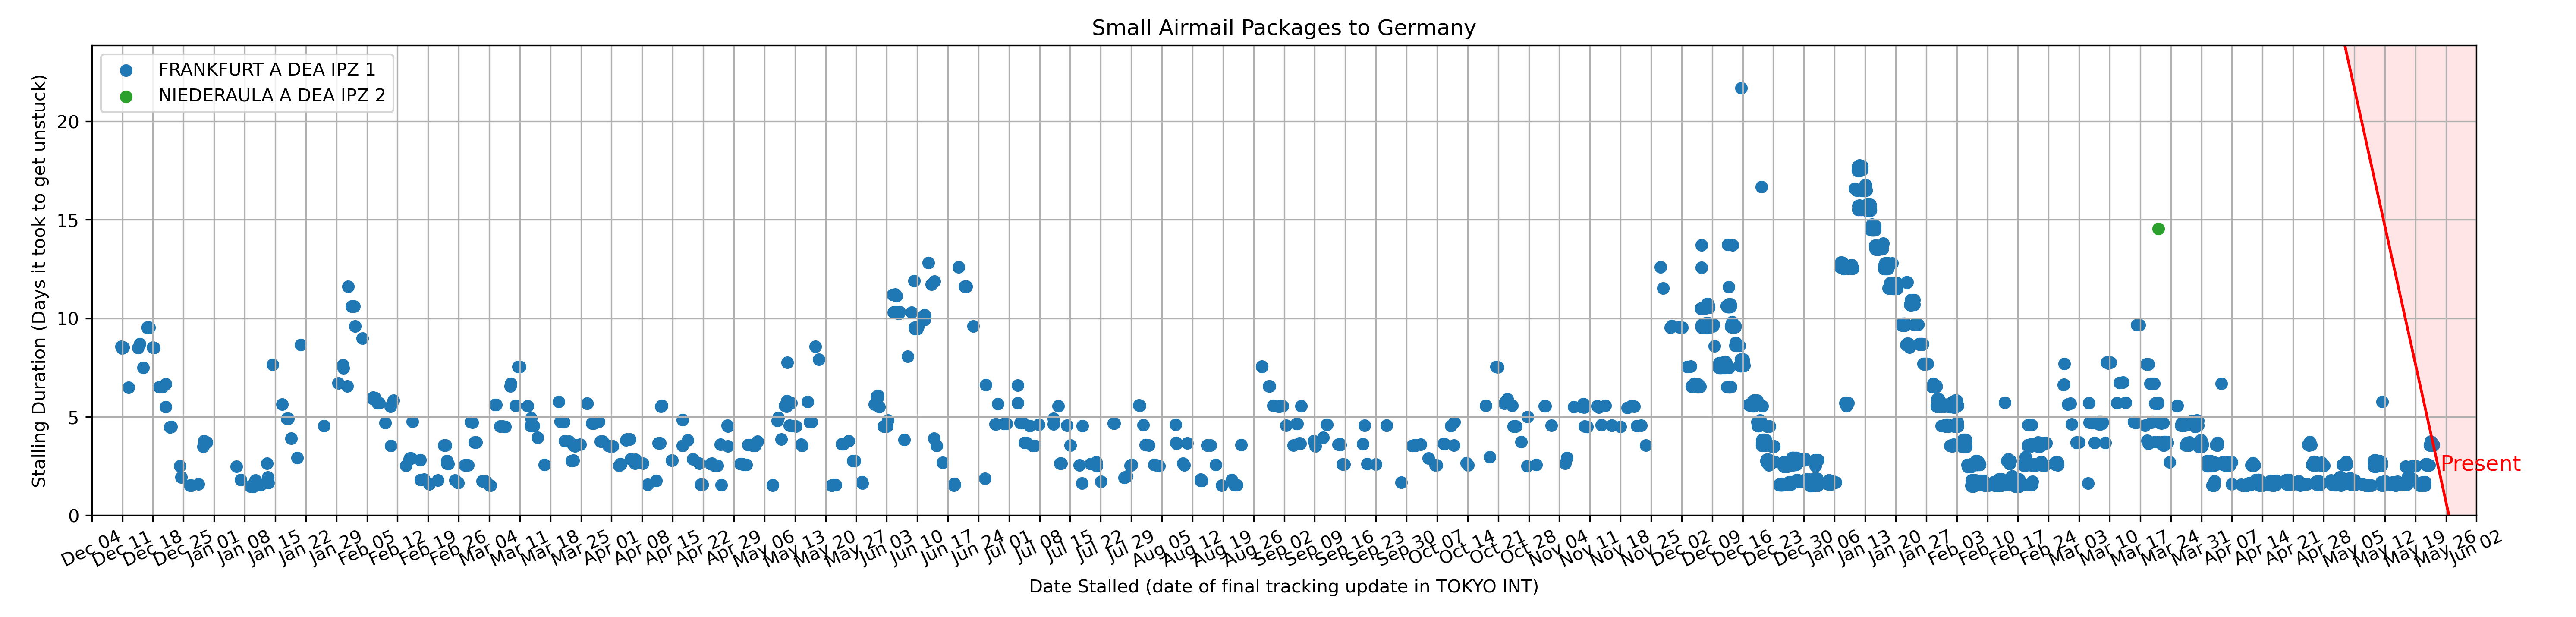 Small Airmail Packages to Germany
FRANKFURT A DEA IPZ 1
NIEDERAULA A DEA IPZ 2
Stalling Duration (Days it took to get unstuck)
20
15
10
5
0
Present
Dec 04 Dec 11 Dec 18 Dec 25 Jan 01 Jan 08 Jan 15 Jan 22 Jan 29 Feb 05 Feb 12 Feb 19 Feb 26 Mar 04 Mar 11 Mar 18 Mar 25 Apr 01 Apr 08 Apr 15 Apr 22 Apr 29 May 06 May 13 May 20 May 27 Jun 03 Jun 10 Jun 17 Jun 24 Jul 01 Jul 08 Jul 15 Jul 22 Jul 29 Aug 05 Aug 12 Aug 19 Aug 26 Sep 02 Sep 09 Sep 16 Sep 23 Sep 30 Oct 07 Oct 14 Oct 21 Oct 28 Nov 04 Nov 11 Nov 18 Nov 25 Dec 02 Dec 09 Dec 16 Dec 23 Dec 30 Jan 06 Jan 13 Jan 20 Jan 27 Feb 03 Feb 10 Feb 17 Feb 24 Mar 03 Mar 10 Mar 17 Mar 24 Mar 31 Apr 07 Apr 14 Apr 21 Apr 28 May 05 May 12 May 19 May 26 Jun 02
Date Stalled (date of final tracking update in TOKYO INT)